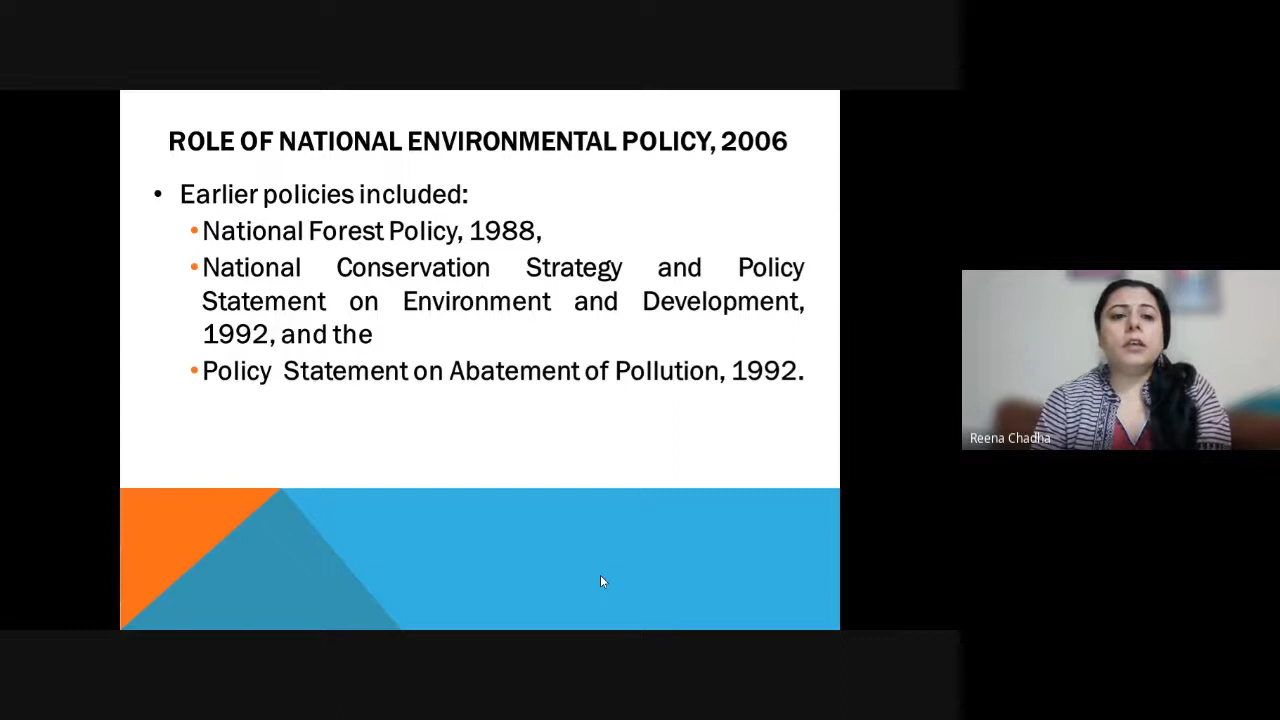 ROLE OF NATIONAL ENVIRONMENTAL POLICY, 2006
• Earlier policies included:
•National Forest Policy, 1988,
•National Conservation Strategy and Policy
Statement on Environment and Development,
1992, and the
•Policy Statement on Abatement of Pollution, 1992.
Reena Chadha